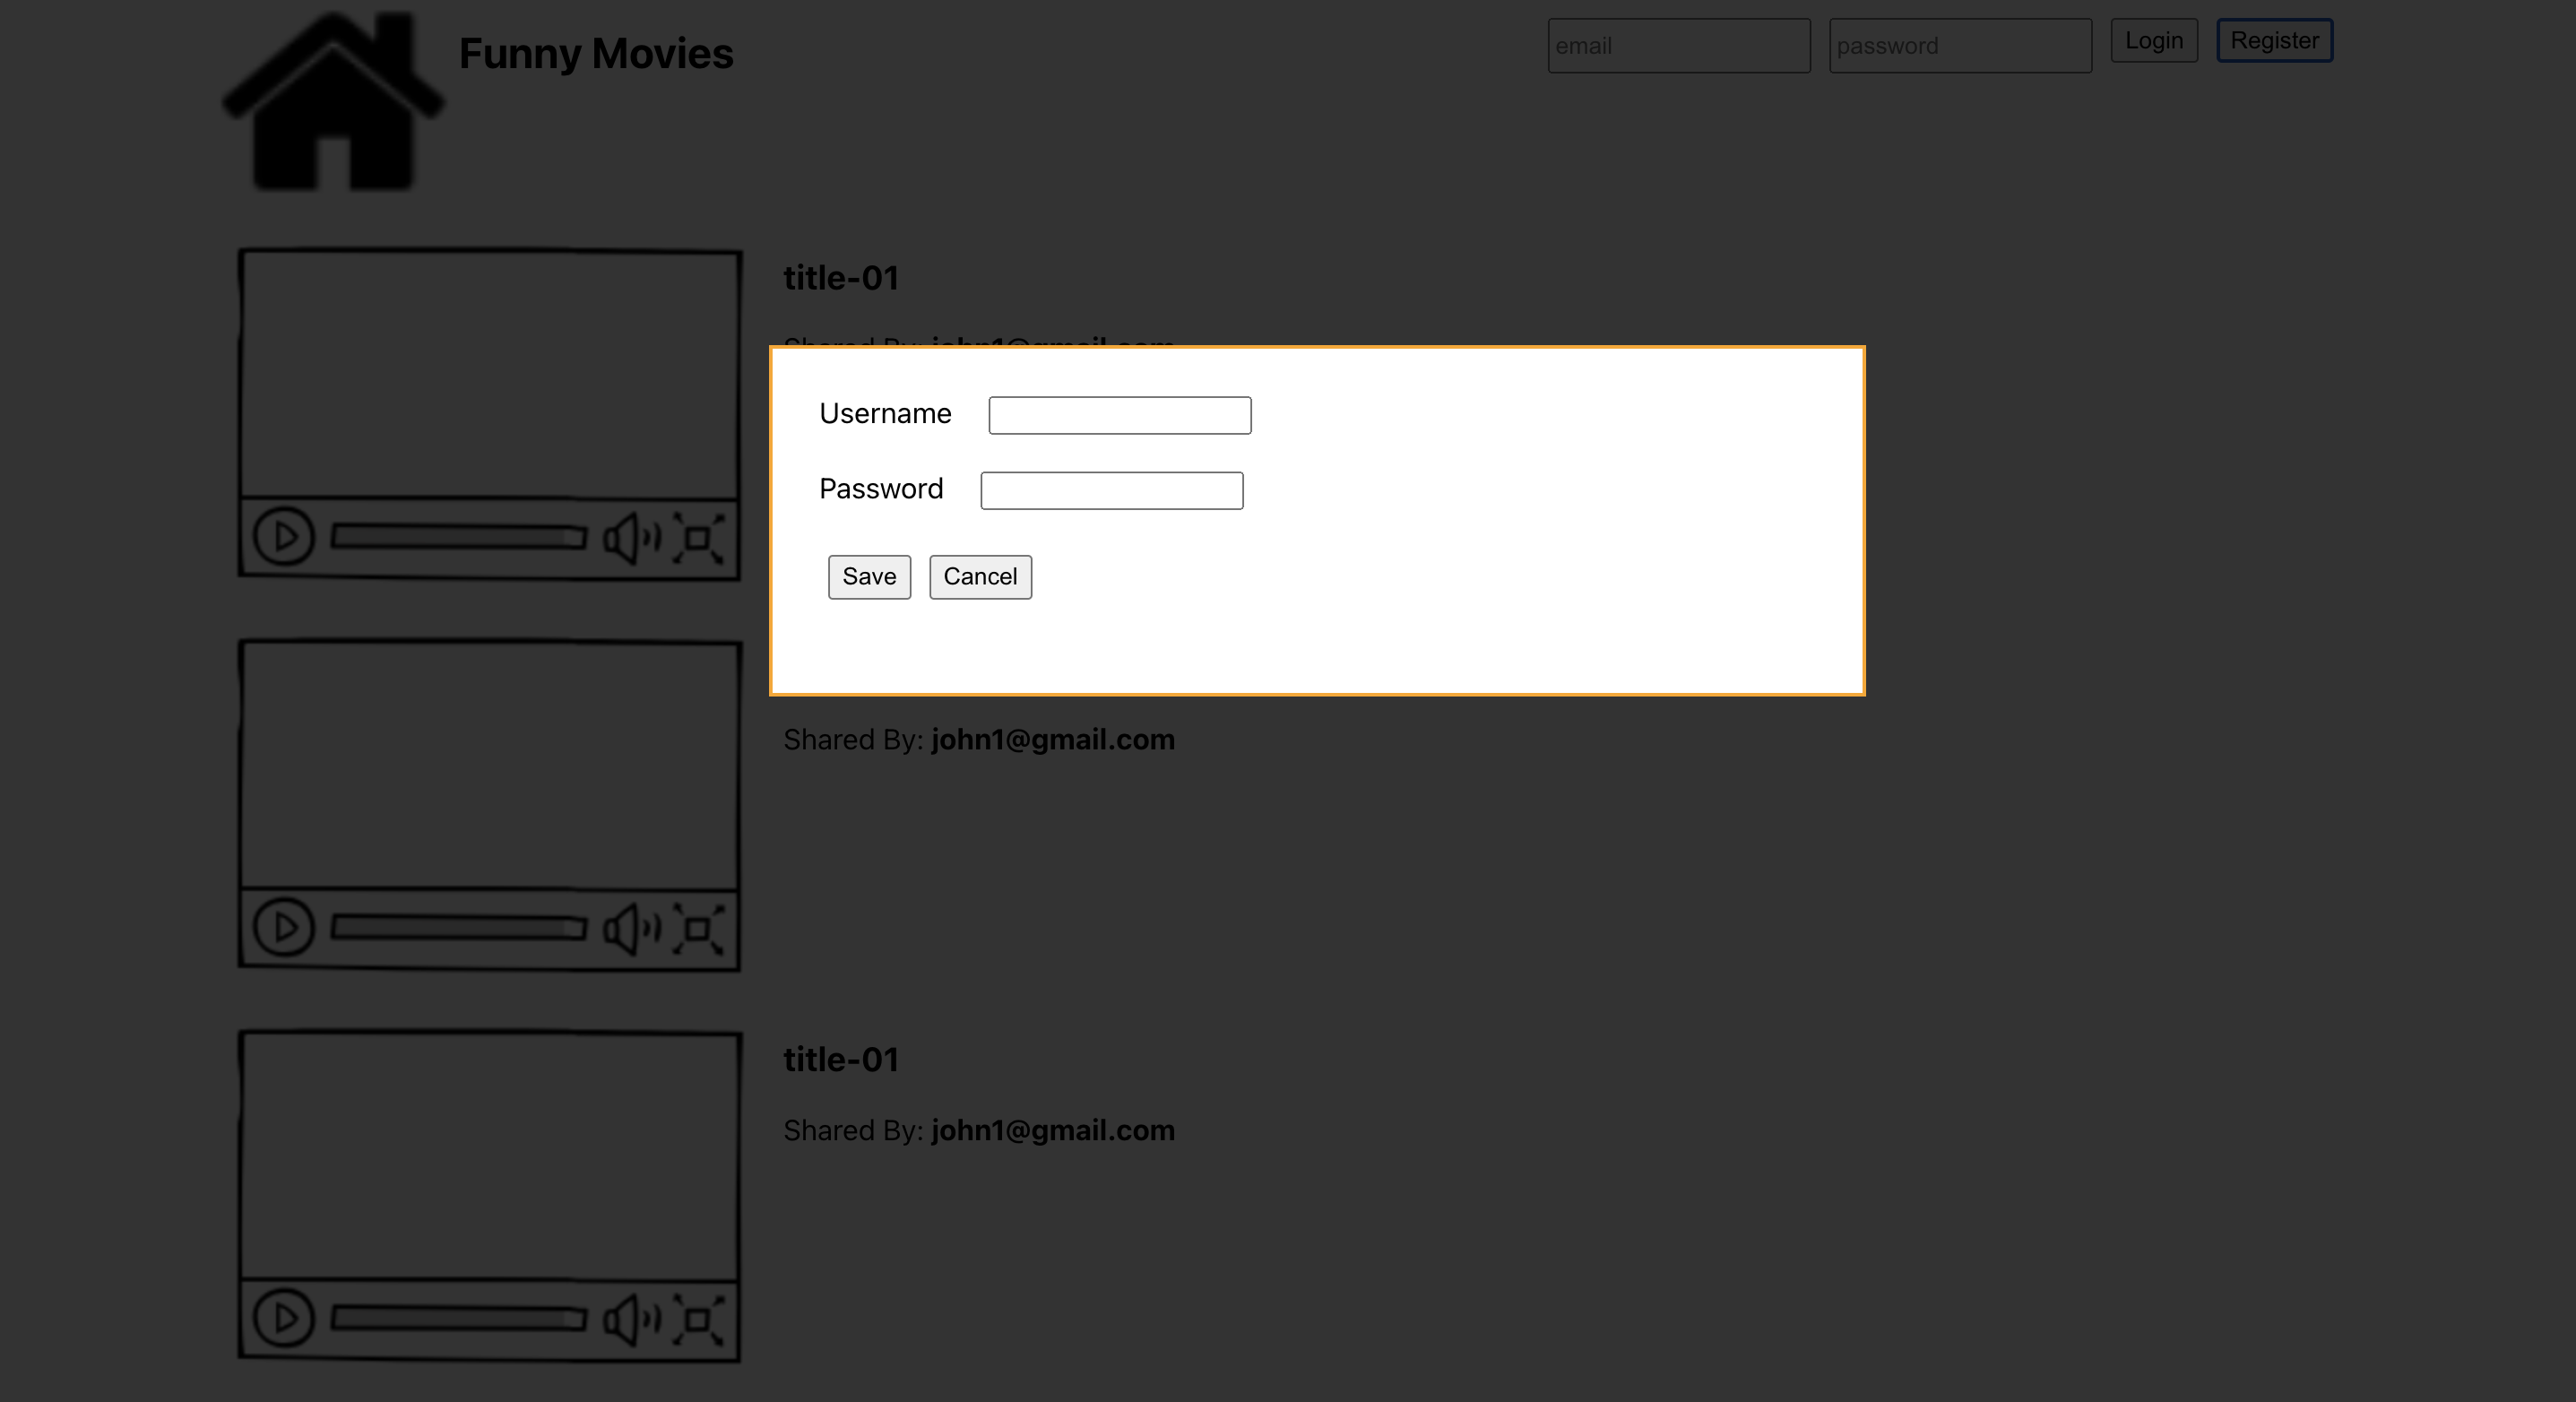 Funny Movies
email password Login Register
title-01
Shared By: john1@gmail.com
Username
Password
Save Cancel
Shared By: john1@gmail.com
title-01
Shared By: john1@gmail.com